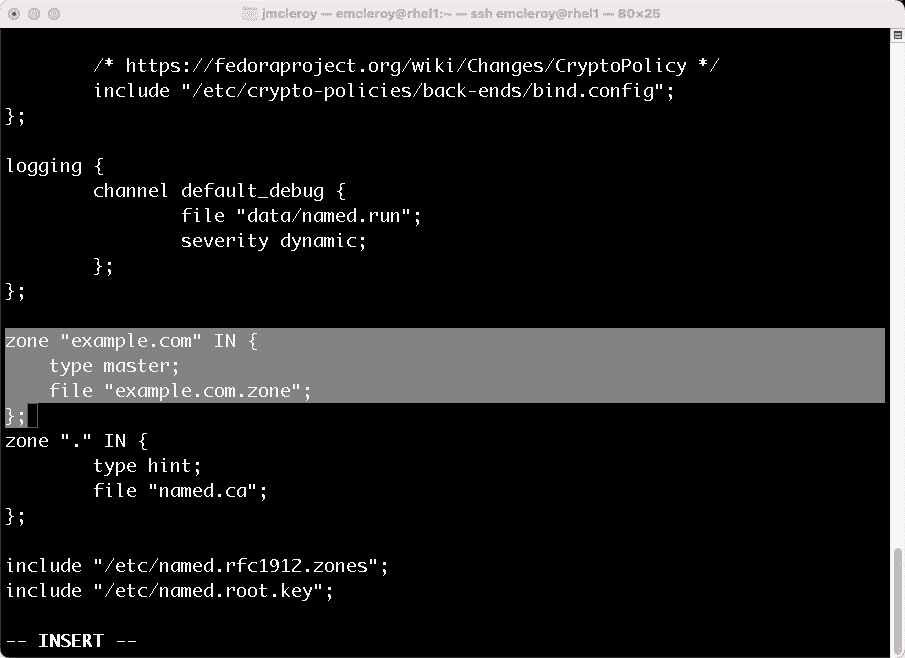 jmcleroy — emcleroy@rhel1:~ — ssh emcleroy@rhel1 — 80×25
/* https://fedoraproject.org/wiki/Changes/CryptoPolicy */
include "/etc/crypto-policies/back-ends/bind.config";
};
logging {
channel default_debug {
file "data/named.run";
severity dynamic;
};
};
zone "example.com" IN {
type master;
file "example.com.zone";
};
zone "." IN {
type hint;
file "named.ca";
};
include "/etc/named.rfc1912.zones";
include "/etc/named.root.key";
-- INSERT --